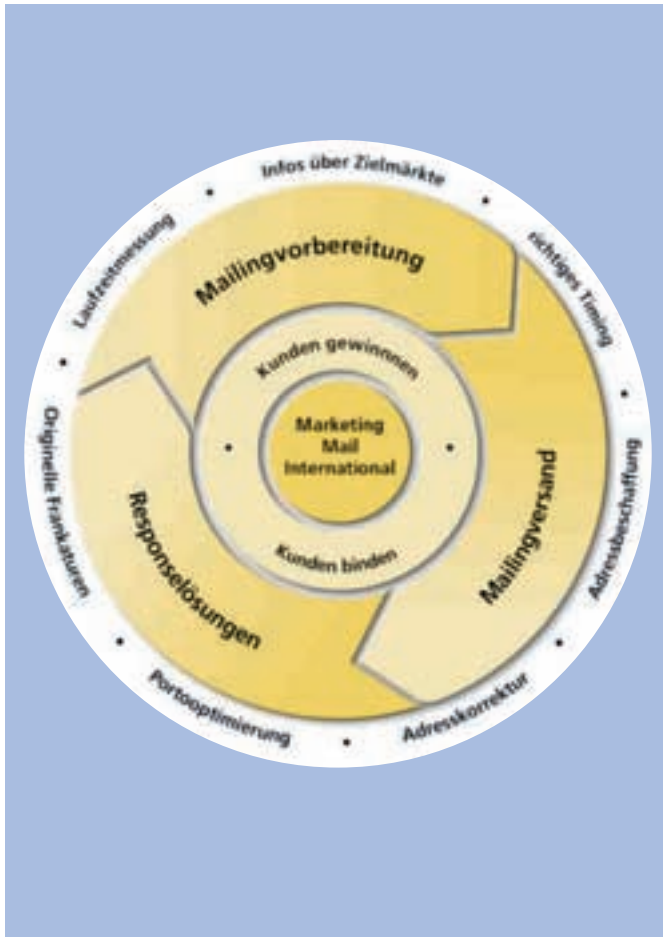 Infos über Zielmärkte
richtiges Timing
Adressbeschaffung
Adresskorrektur
Portooptimierung
Originelle Frankaturen
Laufzeitmessung
Mailingvorbereitung
Mailingversand
Responselösungen
Kunden gewinnnen
Kunden binden
Marketing
Mail
International